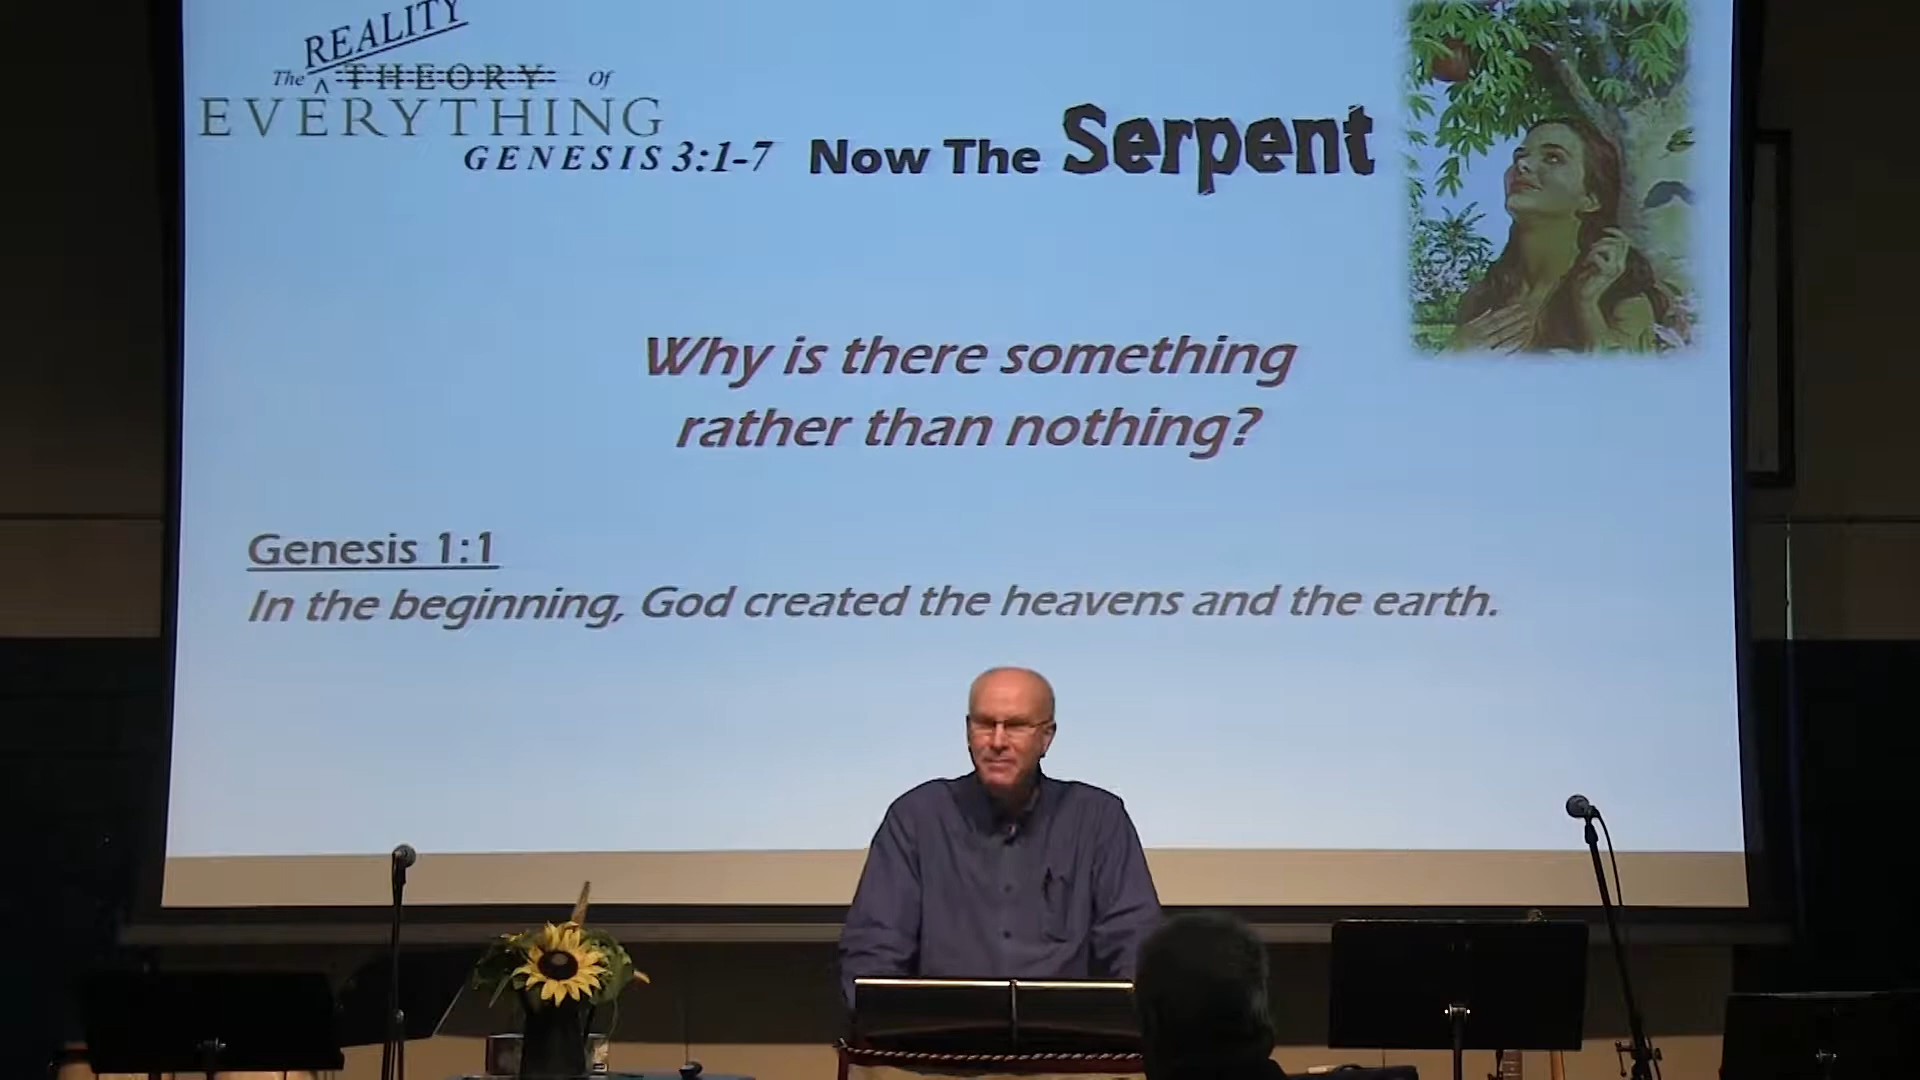 REALITY
The ^ THEORY Of
EVERYTHING
GENESIS 3:1-7 Now The Serpent
Why is there something
rather than nothing?
Genesis 1:1
In the beginning, God created the heavens and the earth.